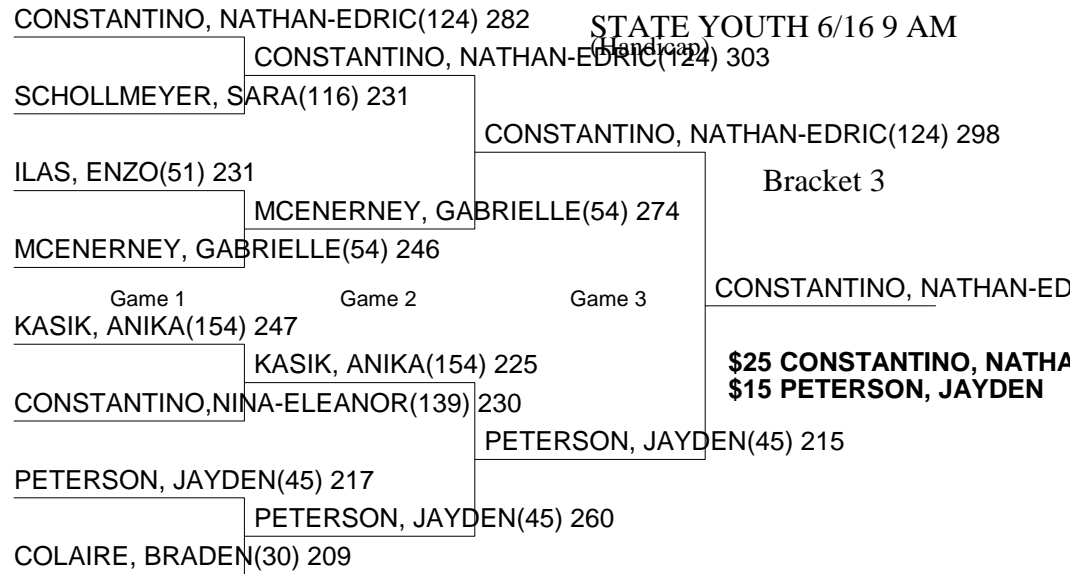 CONSTANTINO, NATHAN-EDRIC(124) 282
STATE YOUTH 6/16 9 AM
(Handicap)
CONSTANTINO, NATHAN-EDRIC(124) 303
SCHOLLMEYER, SARA(116) 231
CONSTANTINO, NATHAN-EDRIC(124) 298
ILAS, ENZO(51) 231
Bracket 3
MCENERNEY, GABRIELLE(54) 274
MCENERNEY, GABRIELLE(54) 246
Game 1 Game 2 Game 3
CONSTANTINO, NATHAN-ED
KASIK, ANIKA(154) 247
KASIK, ANIKA(154) 225
$25 CONSTANTINO, NATHA
$15 PETERSON, JAYDEN
CONSTANTINO,NINA-ELEANOR(139) 230
PETERSON, JAYDEN(45) 215
PETERSON, JAYDEN(45) 217
PETERSON, JAYDEN(45) 260
COLAIRE, BRADEN(30) 209